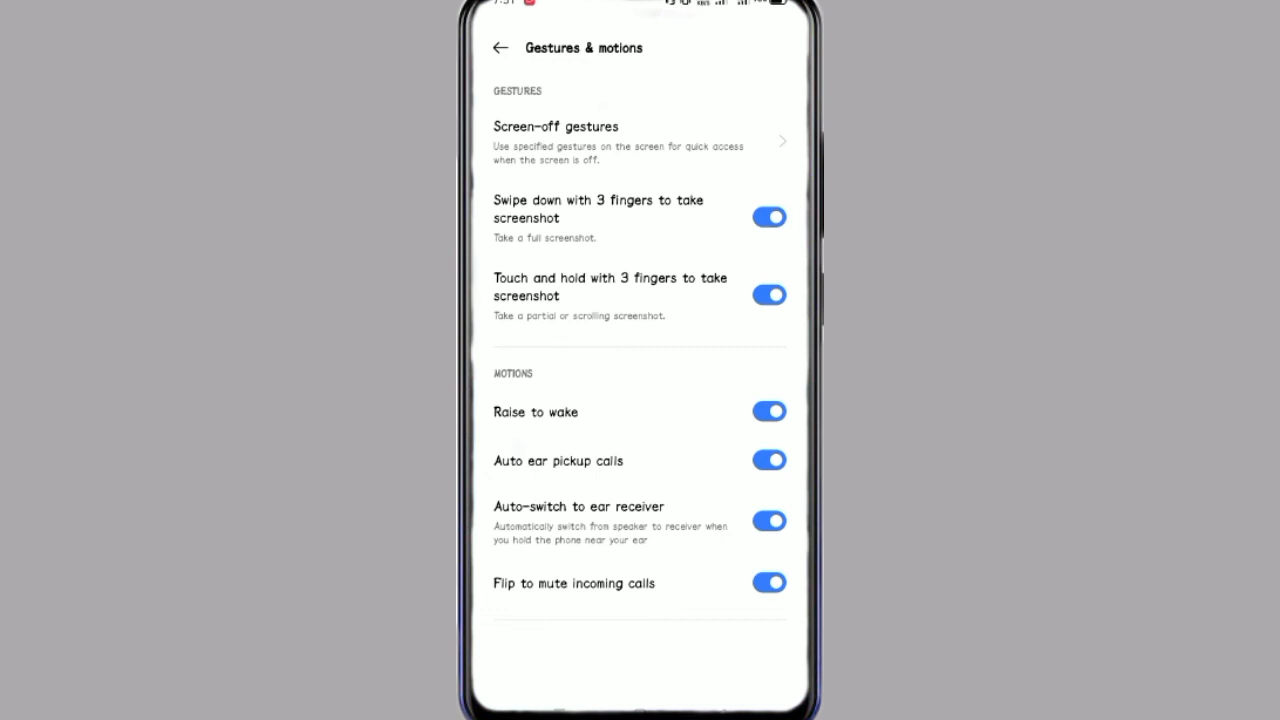 Gestures & motions
GESTURES
Screen-off gestures
Use specified gestures on the screen for quick access
when the screen is off.
Swipe down with 3 fingers to take
screenshot
Take a full screenshot.
Touch and hold with 3 fingers to take
screenshot
Take a partial or scrolling screenshot.
MOTIONS
Raise to wake
Auto ear pickup calls
Auto-switch to ear receiver
Automatically switch from speaker to receiver when
you hold the phone near your ear
Flip to mute incoming calls